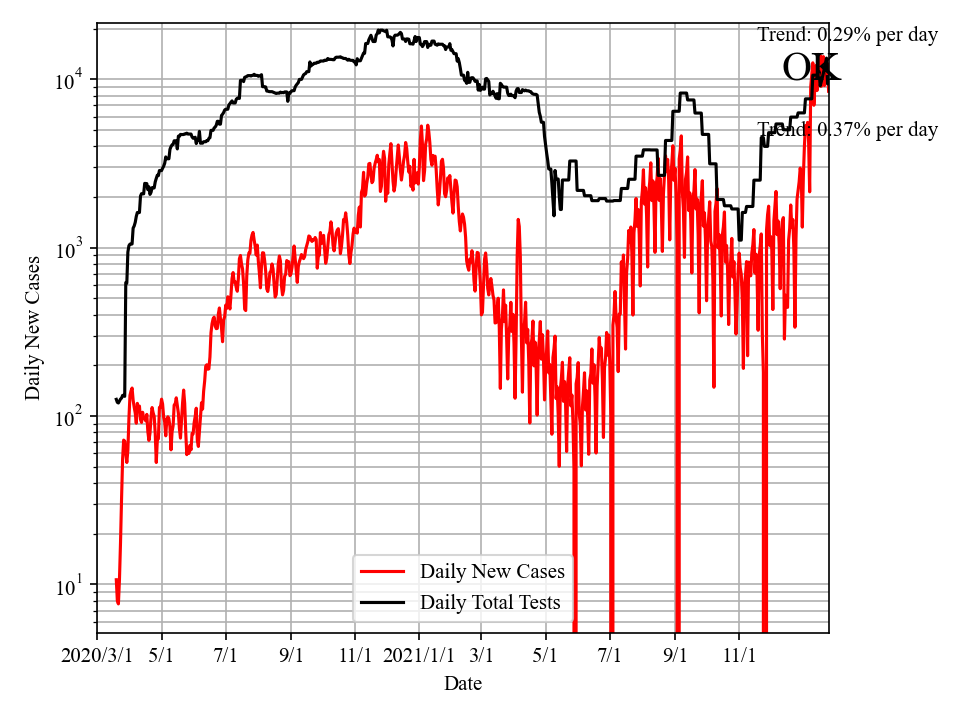 Trend: 0.29% per day
OK
Trend: 0.37% per day
10^4
10^3
10^2
10^1
Daily New Cases
Daily New Cases
Daily Total Tests
2020/3/1 5/1 7/1 9/1 11/1 2021/1/1 3/1 5/1 7/1 9/1 11/1
Date